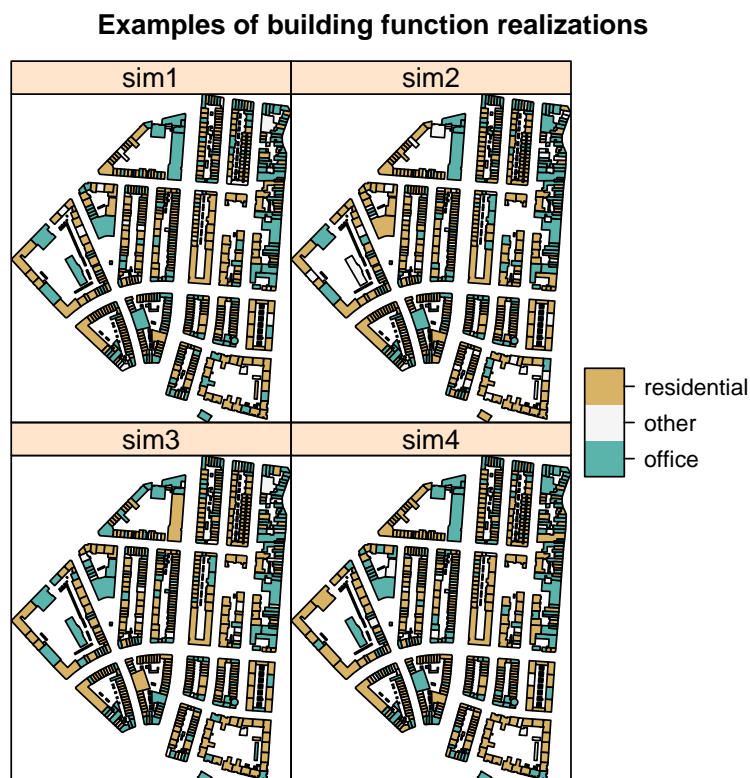 Examples of building function realizations
sim1
sim2
sim3
sim4
residential
other
office